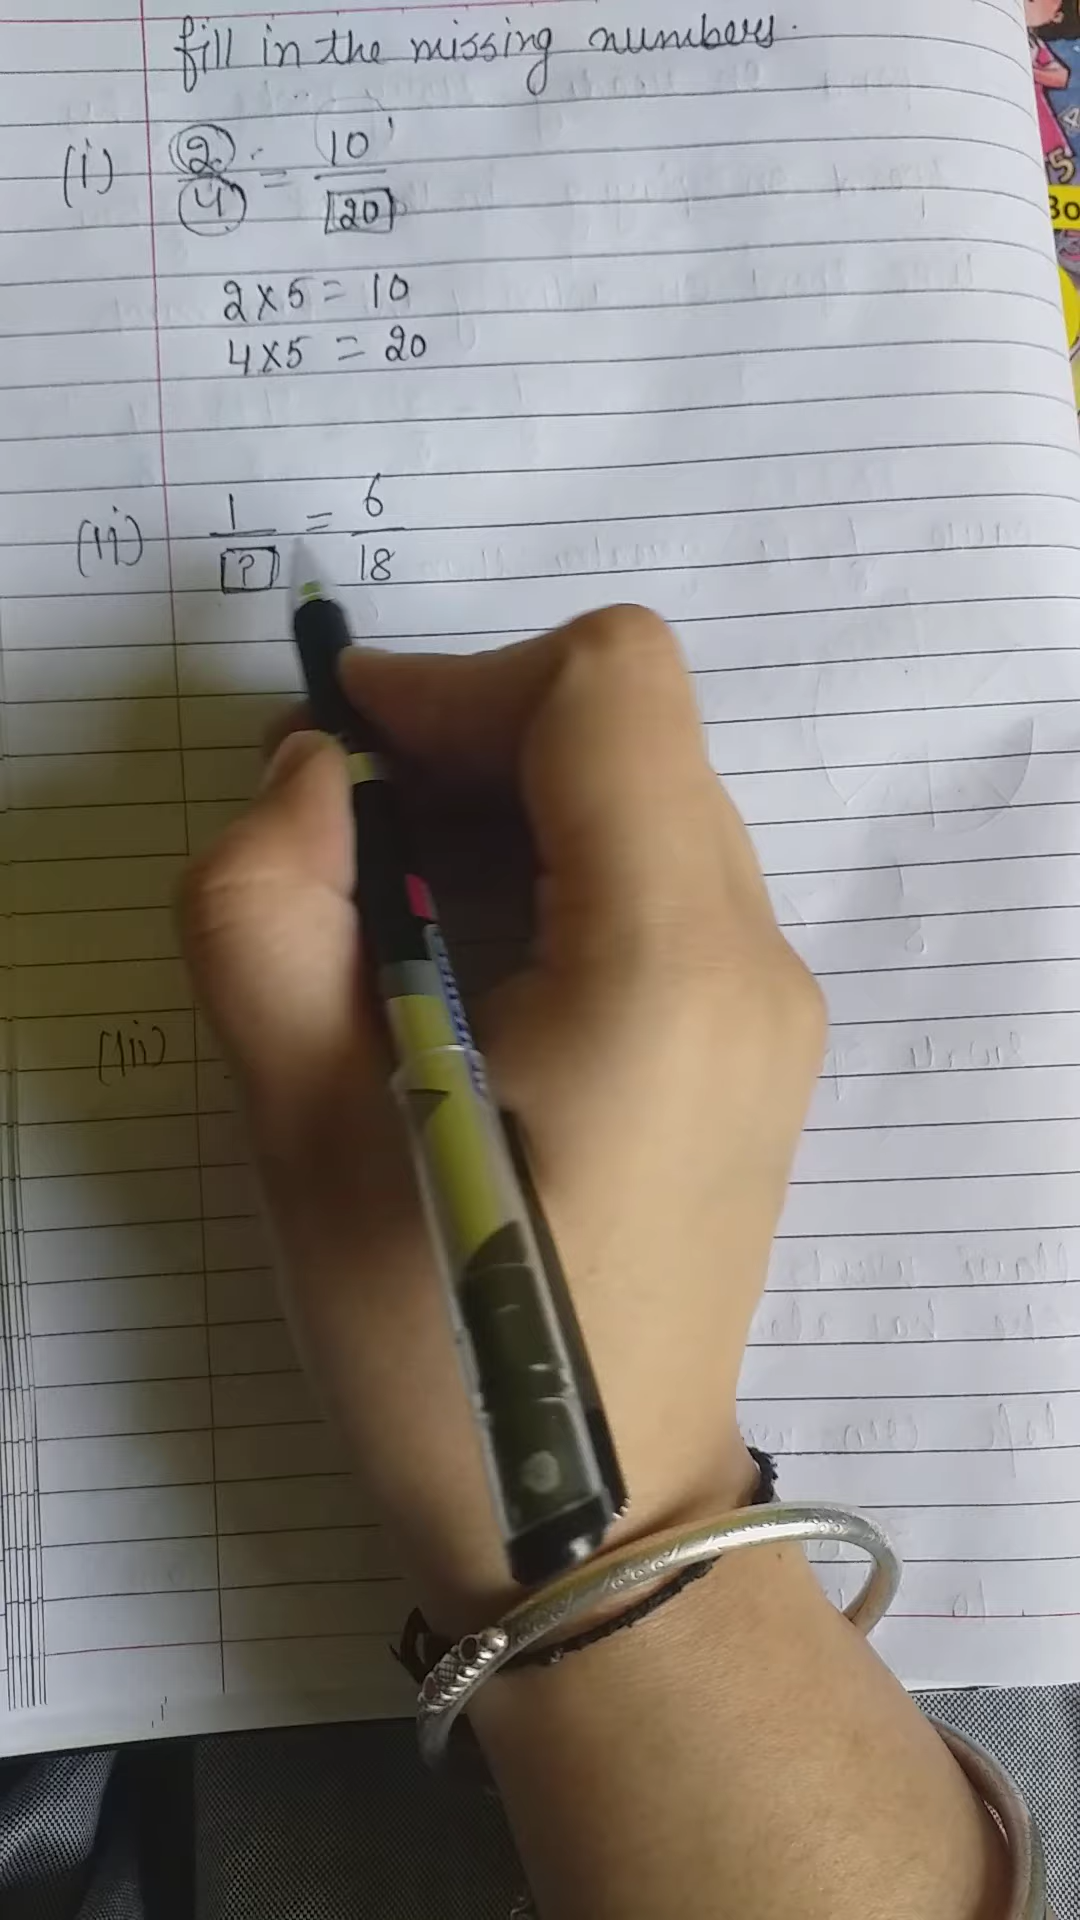 fill in the missing numbers.
(i) 2/4 = 10/20
2 × 5 = 10
4 × 5 = 20
(ii) 1/? = 6/18
(iii)